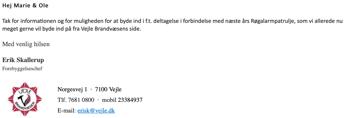 Hej Marie & Ole
Tak for informationen og for muligheden for at byde ind i f.t. deltagelse i forbindelse med næste års Røgalarmpatrulje, som vi allerede nu
meget gerne vil byde ind på fra Vejle Brandvæsens side.
Med venlig hilsen
Erik Skallerup
Forebyggelseschef
VEJLE
BRANDVÆSEN
Norgesvej 1 · 7100 Vejle
Tlf. 7681 0800 · mobil 23384937
E-mail: erisk@vejle.dk